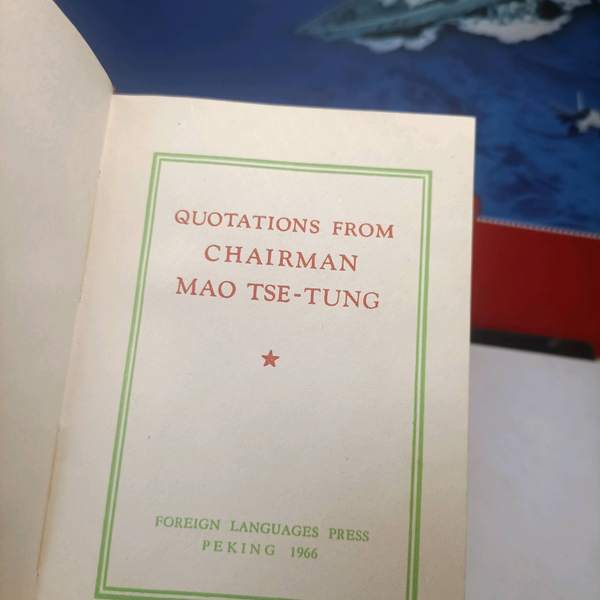 QUOTATIONS FROM
CHAIRMAN
MAO TSE-TUNG
FOREIGN LANGUAGES PRESS
PEKING 1966